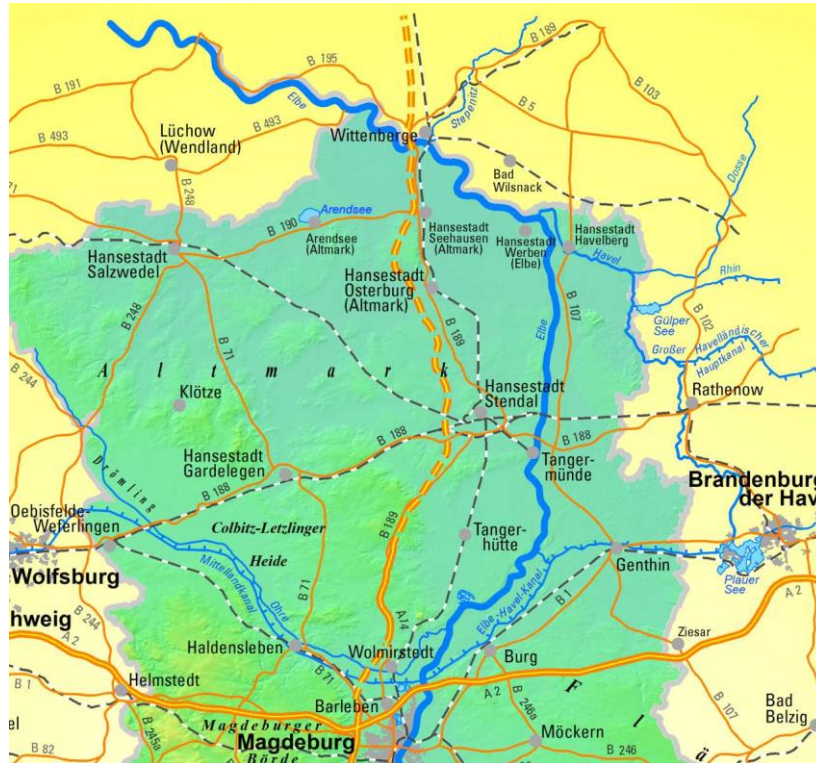 B 189
B 195
B 191
B 103
Elbe
Stepenitz
B 5
B 493
Lüchow
(Wendland)
B 493
Wittenberge
Bad
Wilsnack
Dosse
71
B 248
B 190
Arendsee
Arendsee
(Altmark)
Hansestadt
Seehausen
(Altmark)
Hansestadt
Werben
(Elbe)
Hansestadt
Havelberg
Hansestadt
Salzwedel
Havel
Rhin
Hansestadt
Osterburg
(Altmark)
B 248
B 71
B 189
Elbe
B 107
Gülper
See
B 102
Großer
Havelländischer
Hauptkanal
B 244
Altmark
Klötze
Hansestadt
Stendal
Rathenow
B 188
B 188
Hansestadt
Gardelegen
Tanger-
münde
Drömling
B 188
Brandenburg
der Hav
Oebisfelde-
Weferlingen
B 189
Colbitz-Letzlinger
Heide
Tanger-
hütte
Genthin
Wolfsburg
Mittellandkanal
Ohre
B71
Elbe-Havel-Kanal
B 1
Plauer
See
A 2
hweig
A 2
B 244
A14
Haldensleben
Wolmirstedt
Burg
Ziesar
B 71
B 1
Helmstedt
Barleben
A 2
B 246a
F l ä
B 107
Bad
Belzig
el
B 82
B 245a
Magdeburger
Börde
Magdeburg
Möckern
B 246